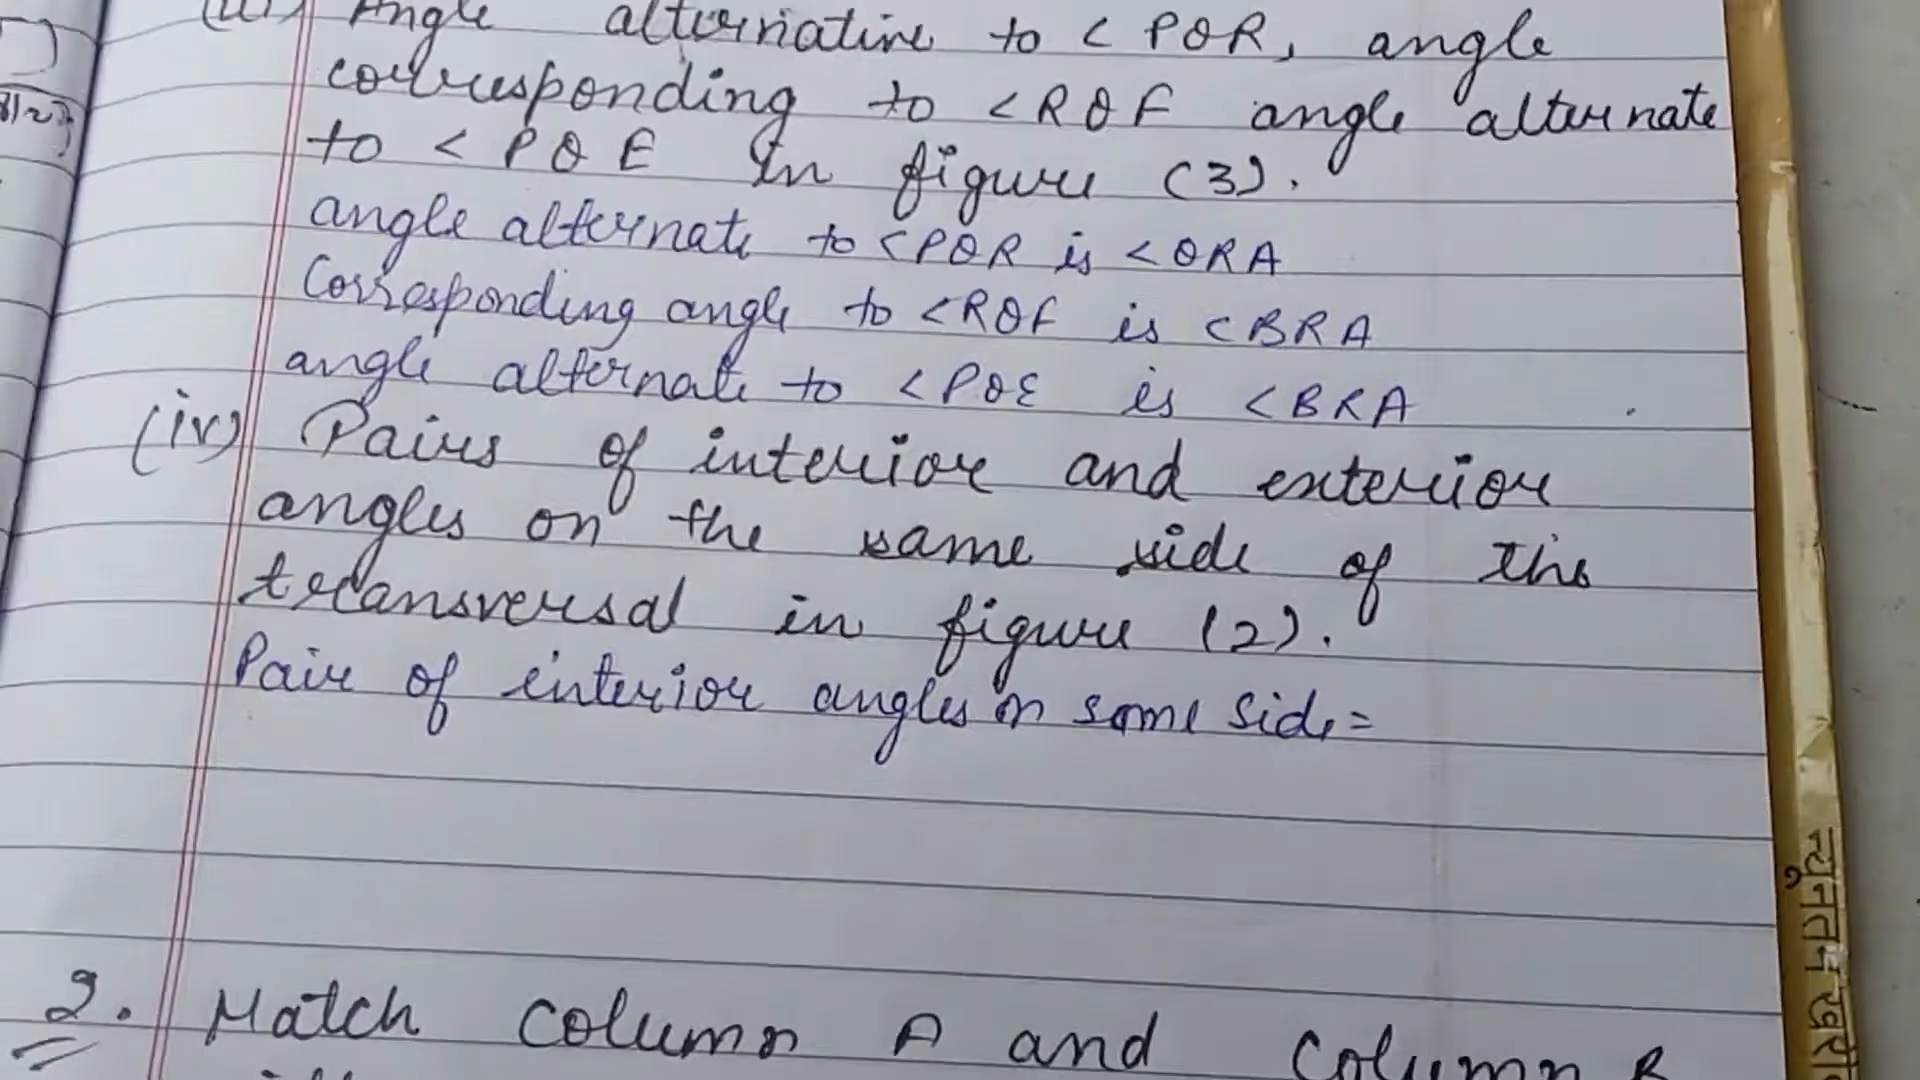 (iii) Angle alternative to < PQR, angle
corresponding to <RQF angle alternate
to < PQE In figure (3).
angle alternate to <PQR is <QRA
Corresponding angle to <RQF is <BRA
angle alternate to <PQE is <BRA
(iv) Pairs of interior and exterior
angles on the same side of the
transversal in figure (2).
Pair of interior angles on same side=
2. Match Column A and Column B
न्यूनतम खुरा